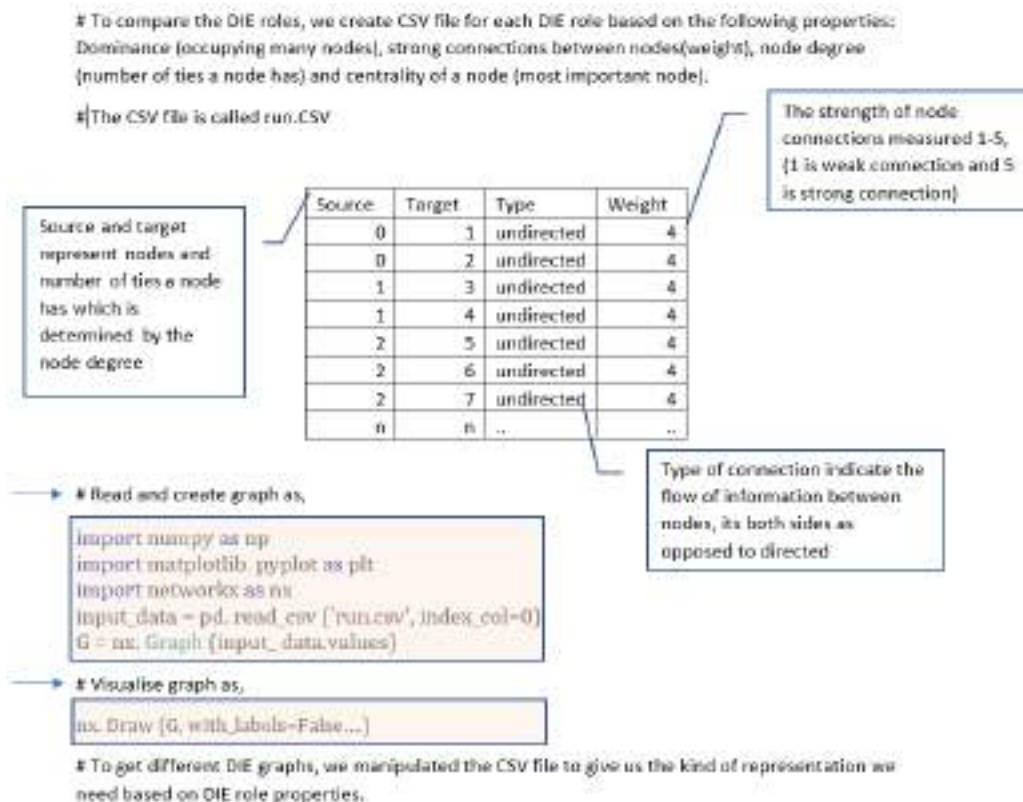 # To compare the DIE roles, we create CSV file for each DIE role based on the following properties:
Dominance (occupying many nodes), strong connections between nodes(weight), node degree
(number of ties a node has) and centrality of a node (most important node).
# The CSV file is called run.CSV
The strength of node
connections measured 1-5,
(1 is weak connection and 5
is strong connection)
Source and target
represent nodes and
number of ties a node
has which is
determined by the
node degree
Source Target Type Weight
0 1 undirected 4
0 2 undirected 4
1 3 undirected 4
1 4 undirected 4
2 5 undirected 4
2 6 undirected 4
2 7 undirected 4
n n .. ..
Type of connection indicate the
flow of information between
nodes, its both sides as
opposed to directed
# Read and create graph as,
import numpy as np
import matplotlib. pyplot as plt
import networkx as nx
input_data = pd. read_csv ('run.csv', index_col=0)
G = nx. Graph (input_ data.values)
# Visualise graph as,
nx. Draw (G, with_labels=False...)
# To get different DIE graphs, we manipulated the CSV file to give us the kind of representation we
need based on DIE role properties.